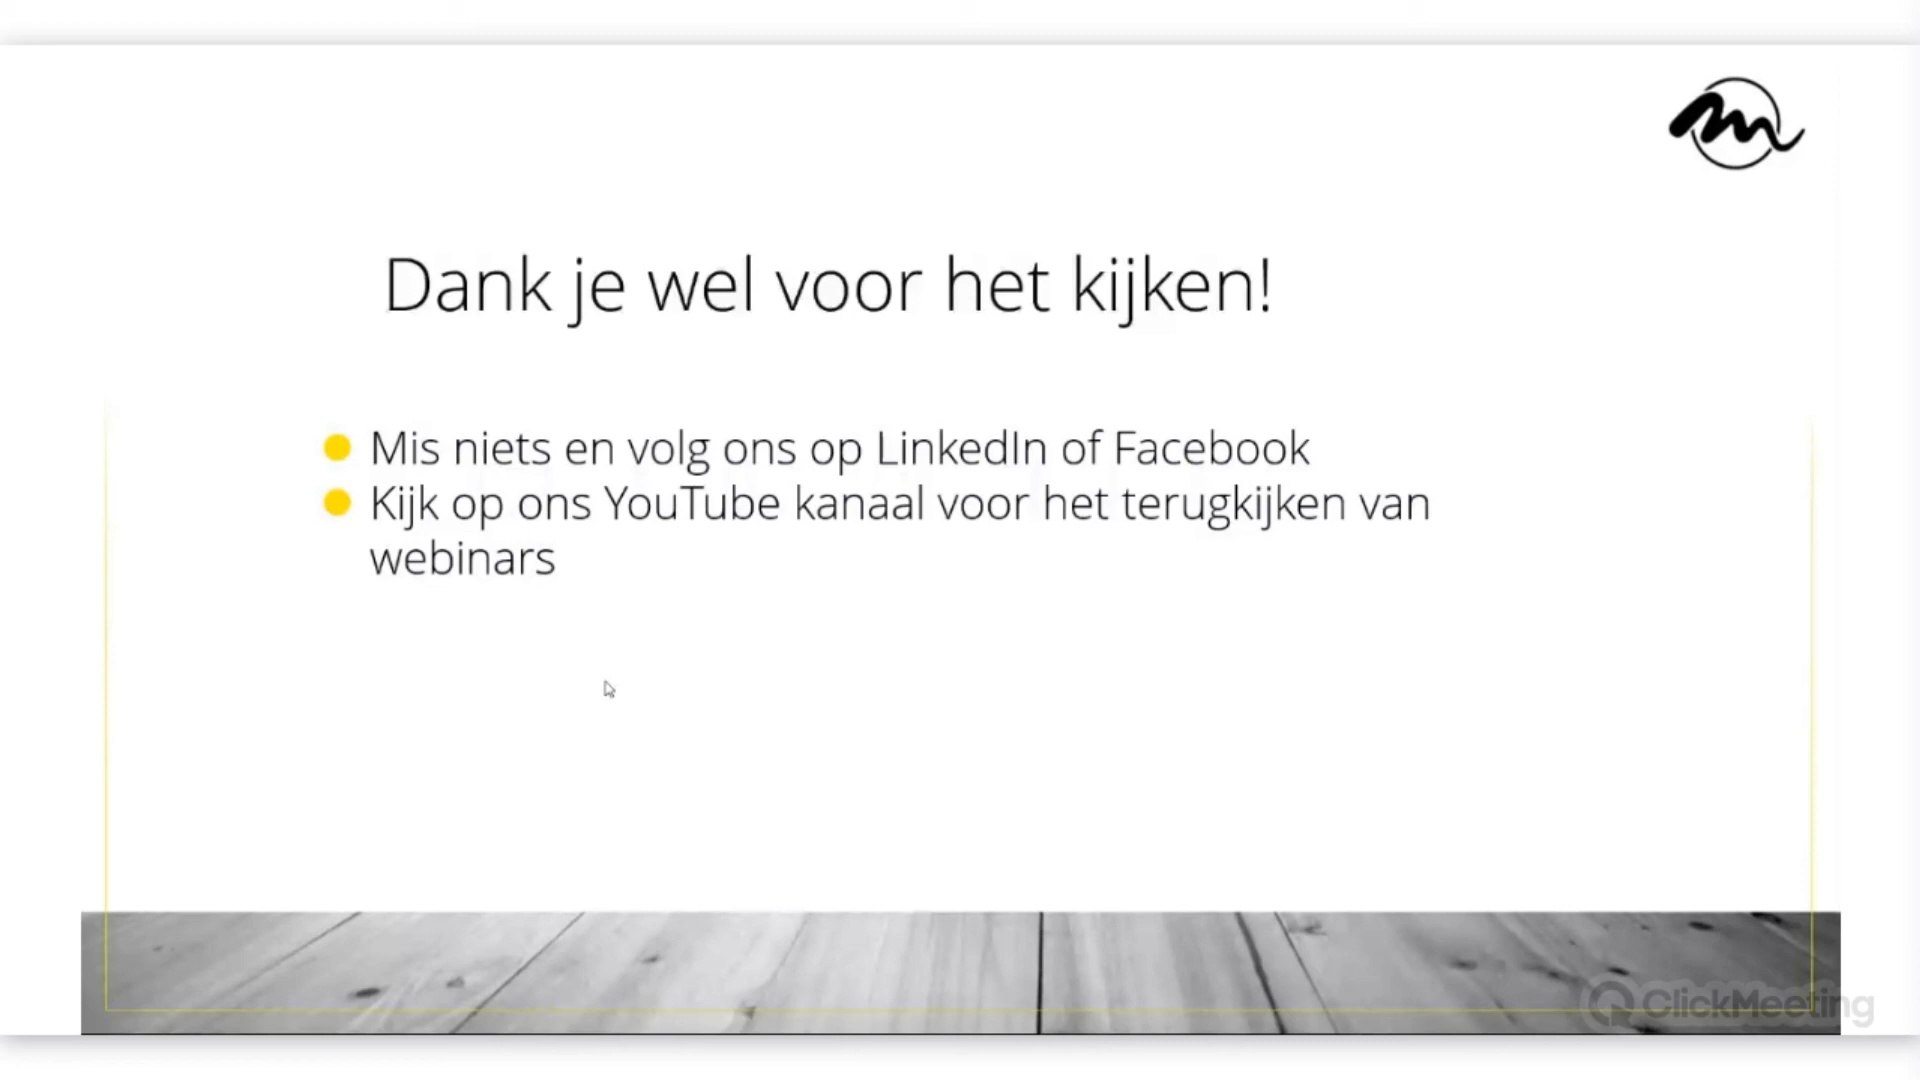 Dank je wel voor het kijken!
Mis niets en volg ons op LinkedIn of Facebook
Kijk op ons YouTube kanaal voor het terugkijken van
webinars
ClickMeeting